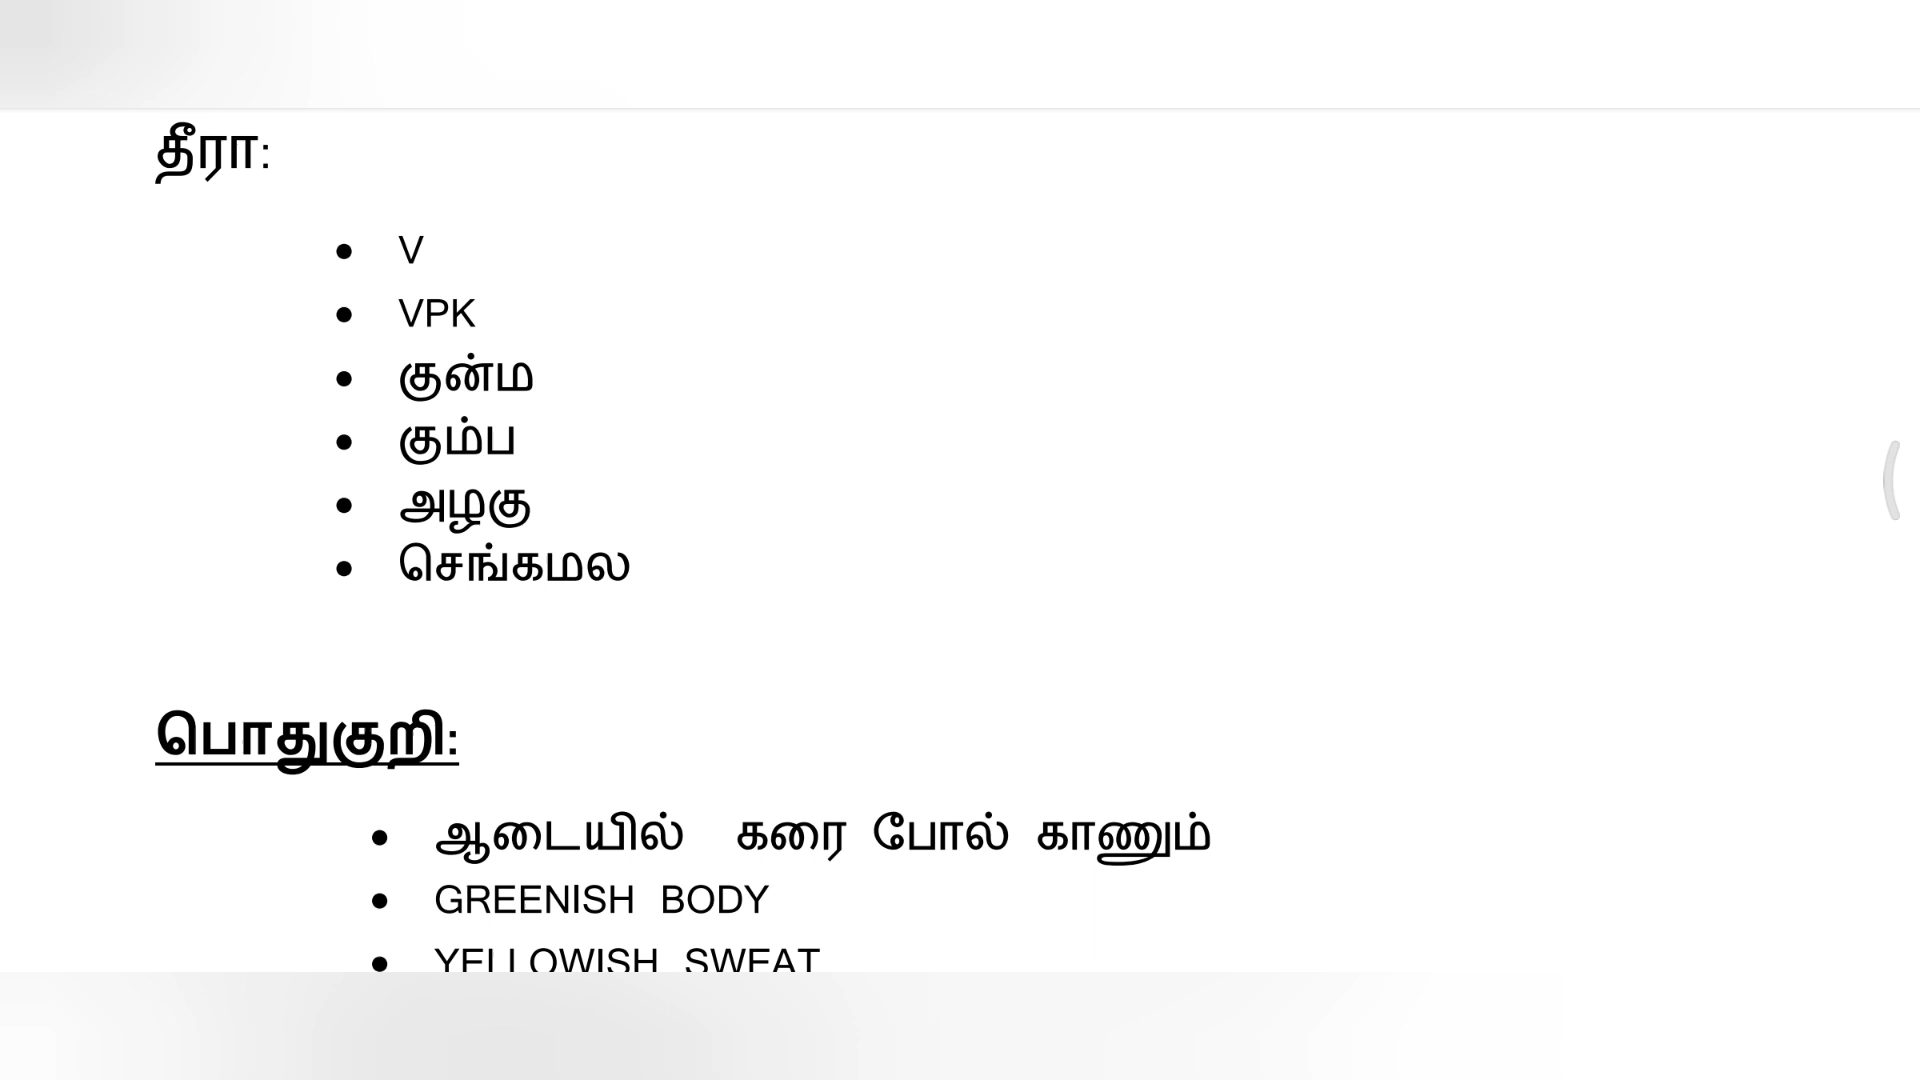 தீரா:
V
VPK
குன்ம
கும்ப
அழகு
செங்கமல
பொதுகுறி:
ஆடையில் கரை போல் காணும்
GREENISH BODY
YELLOWISH SWEAT